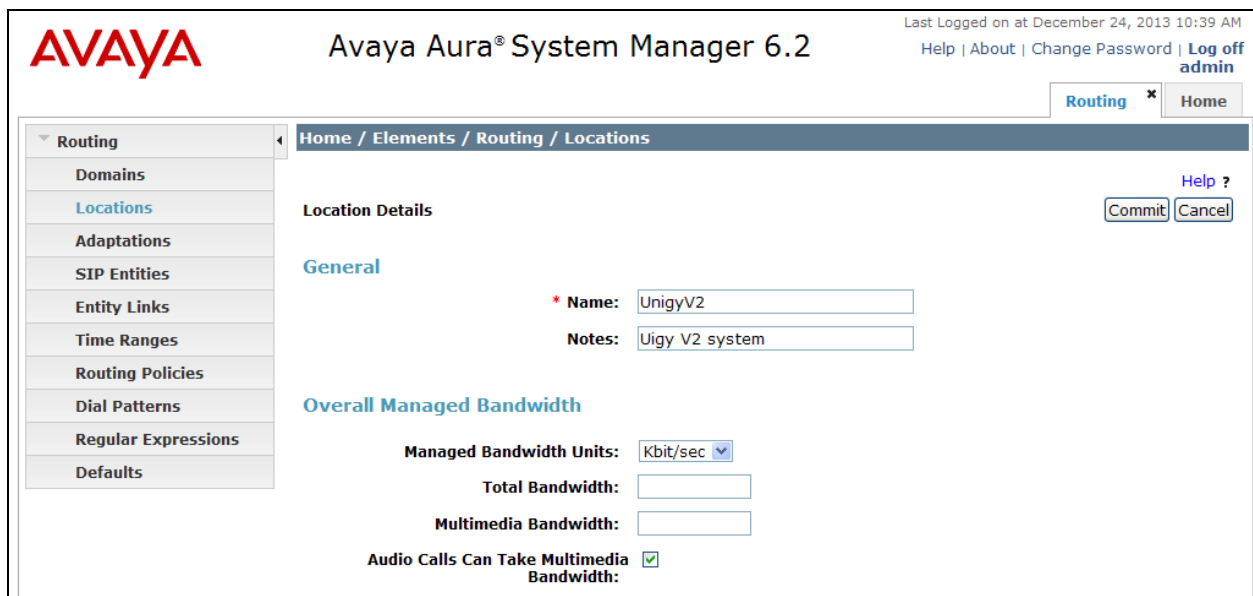 Last Logged on at December 24, 2013 10:39 AM
AVAYA
Avaya Aura® System Manager 6.2
Help | About | Change Password | Log off
admin
Routing ✖ Home
Routing
Domains
Locations
Adaptations
SIP Entities
Entity Links
Time Ranges
Routing Policies
Dial Patterns
Regular Expressions
Defaults
Home / Elements / Routing / Locations
Help ?
Location Details
Commit Cancel
General
* Name: UnigyV2
Notes: Uigy V2 system
Overall Managed Bandwidth
Managed Bandwidth Units: Kbit/sec
Total Bandwidth:
Multimedia Bandwidth:
Audio Calls Can Take Multimedia
Bandwidth: